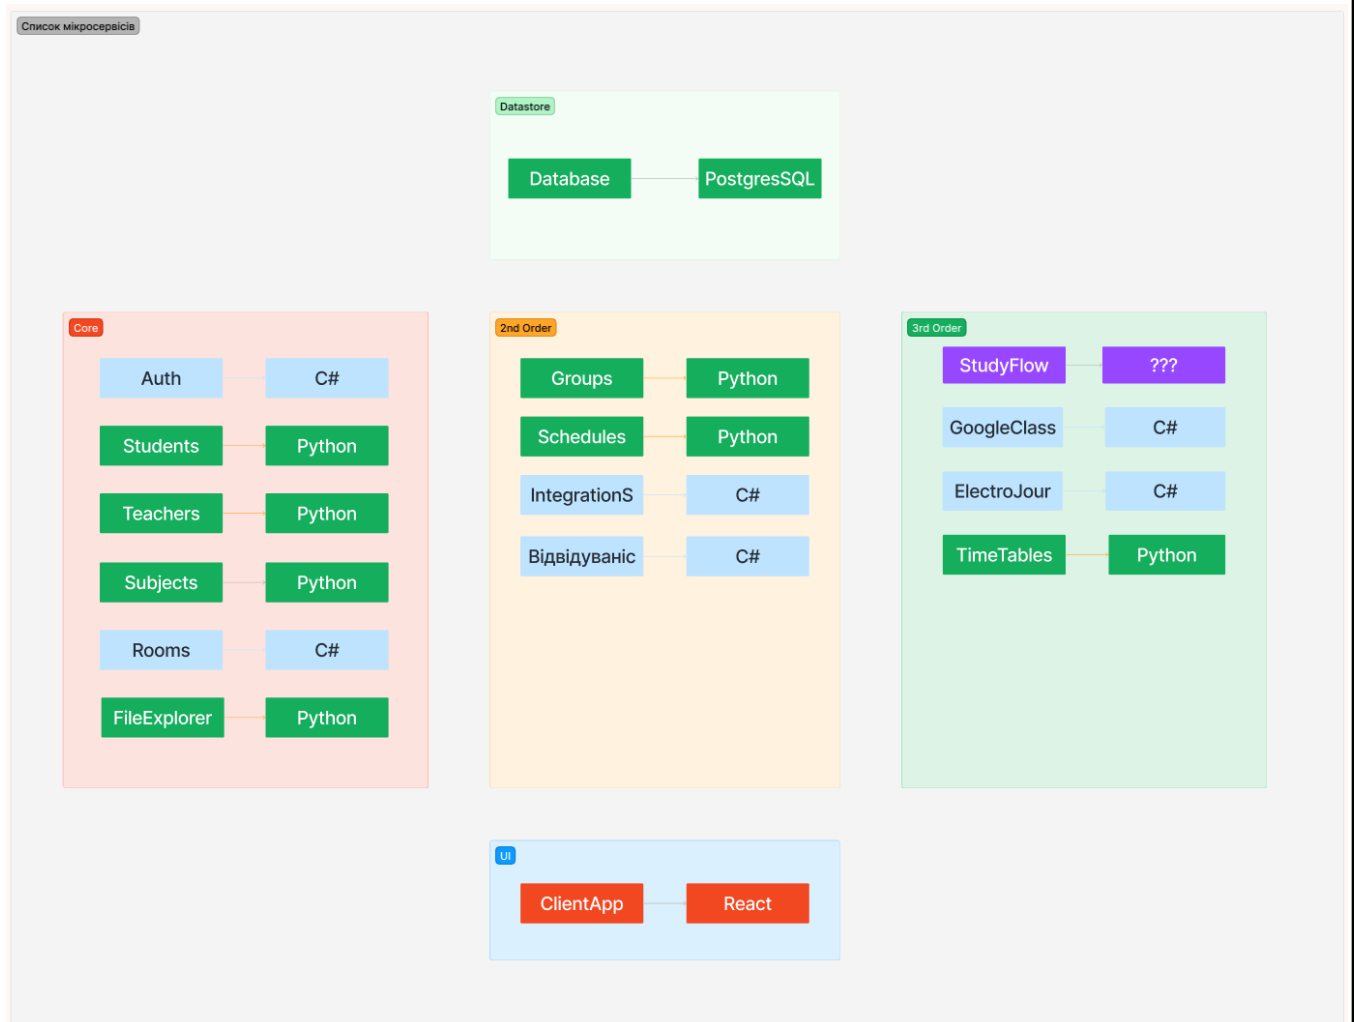 Список мікросервісів
Datastore
Database
PostgresSQL
Core
Auth
C#
Students
Python
Teachers
Python
Subjects
Python
Rooms
C#
FileExplorer
Python
2nd Order
Groups
Python
Schedules
Python
IntegrationS
C#
Відвідуваніс
C#
3rd Order
StudyFlow
???
GoogleClass
C#
ElectroJour
C#
TimeTables
Python
UI
ClientApp
React